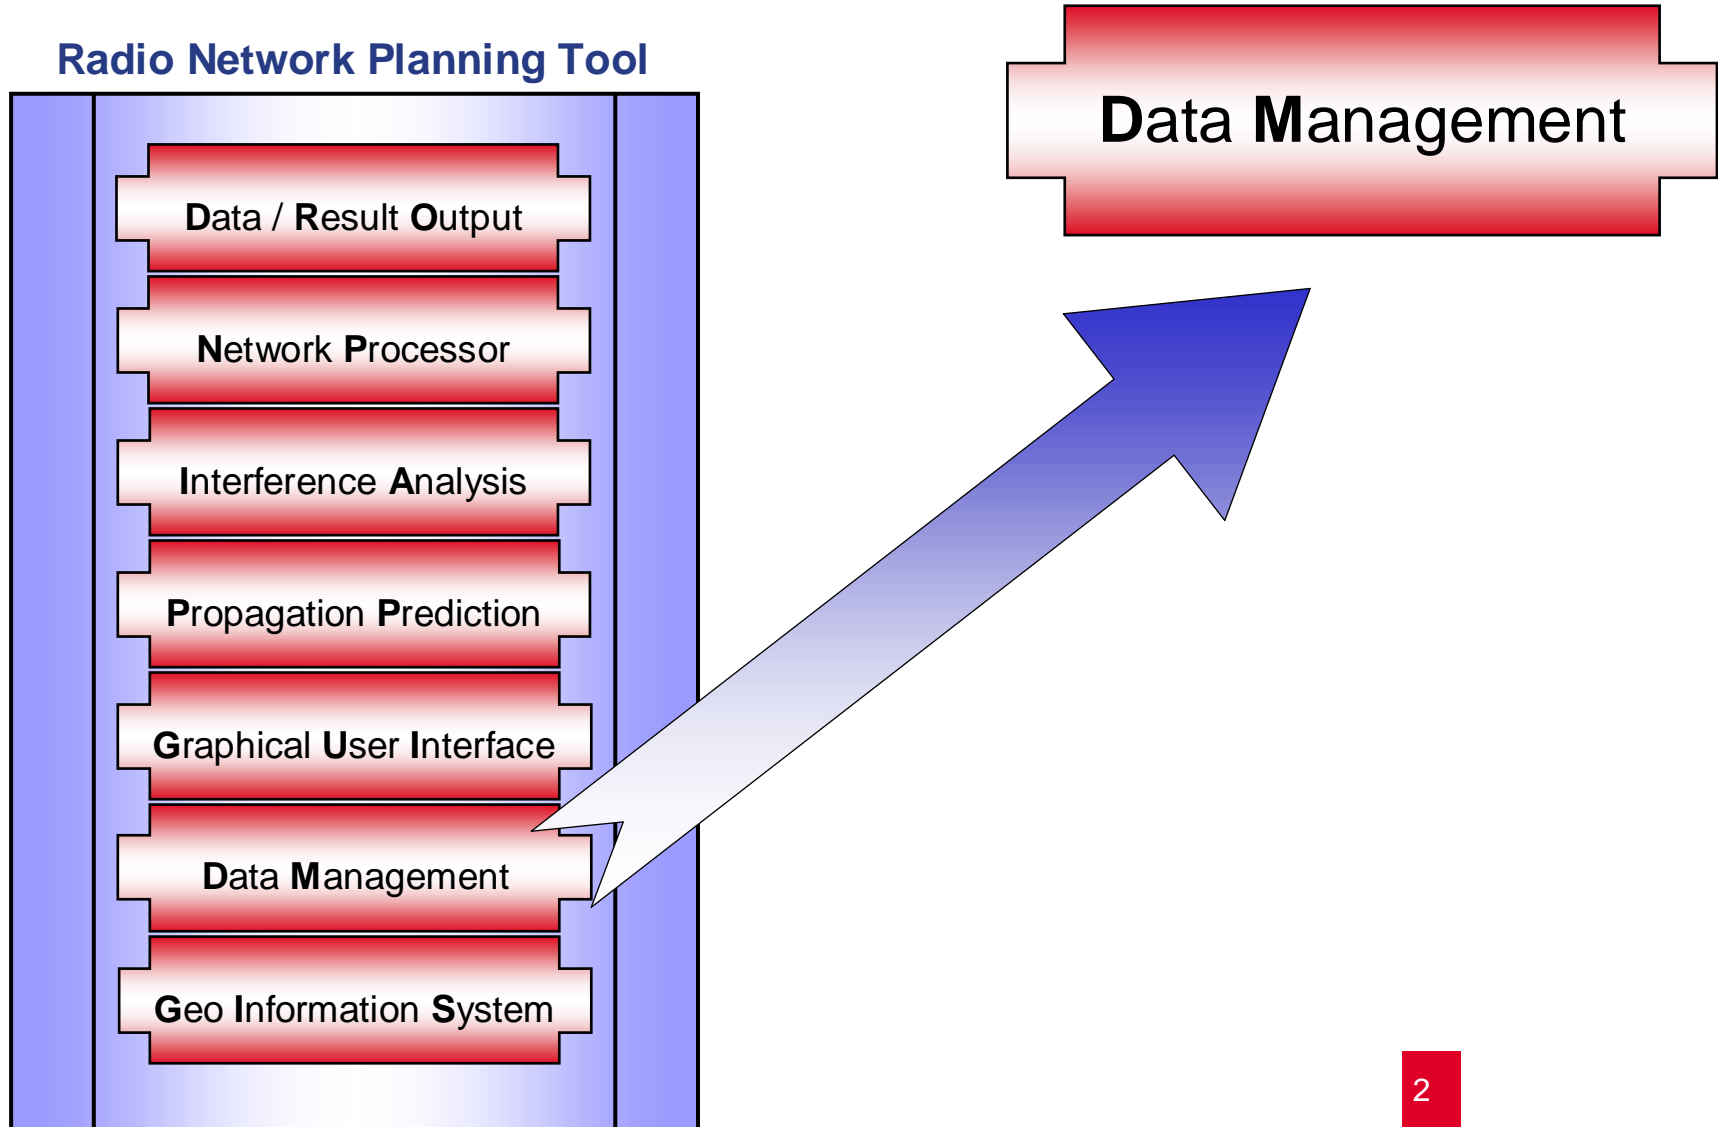 Radio Network Planning Tool
Data Management
Data / Result Output
Network Processor
Interference Analysis
Propagation Prediction
Graphical User Interface
Data Management
Geo Information System
2